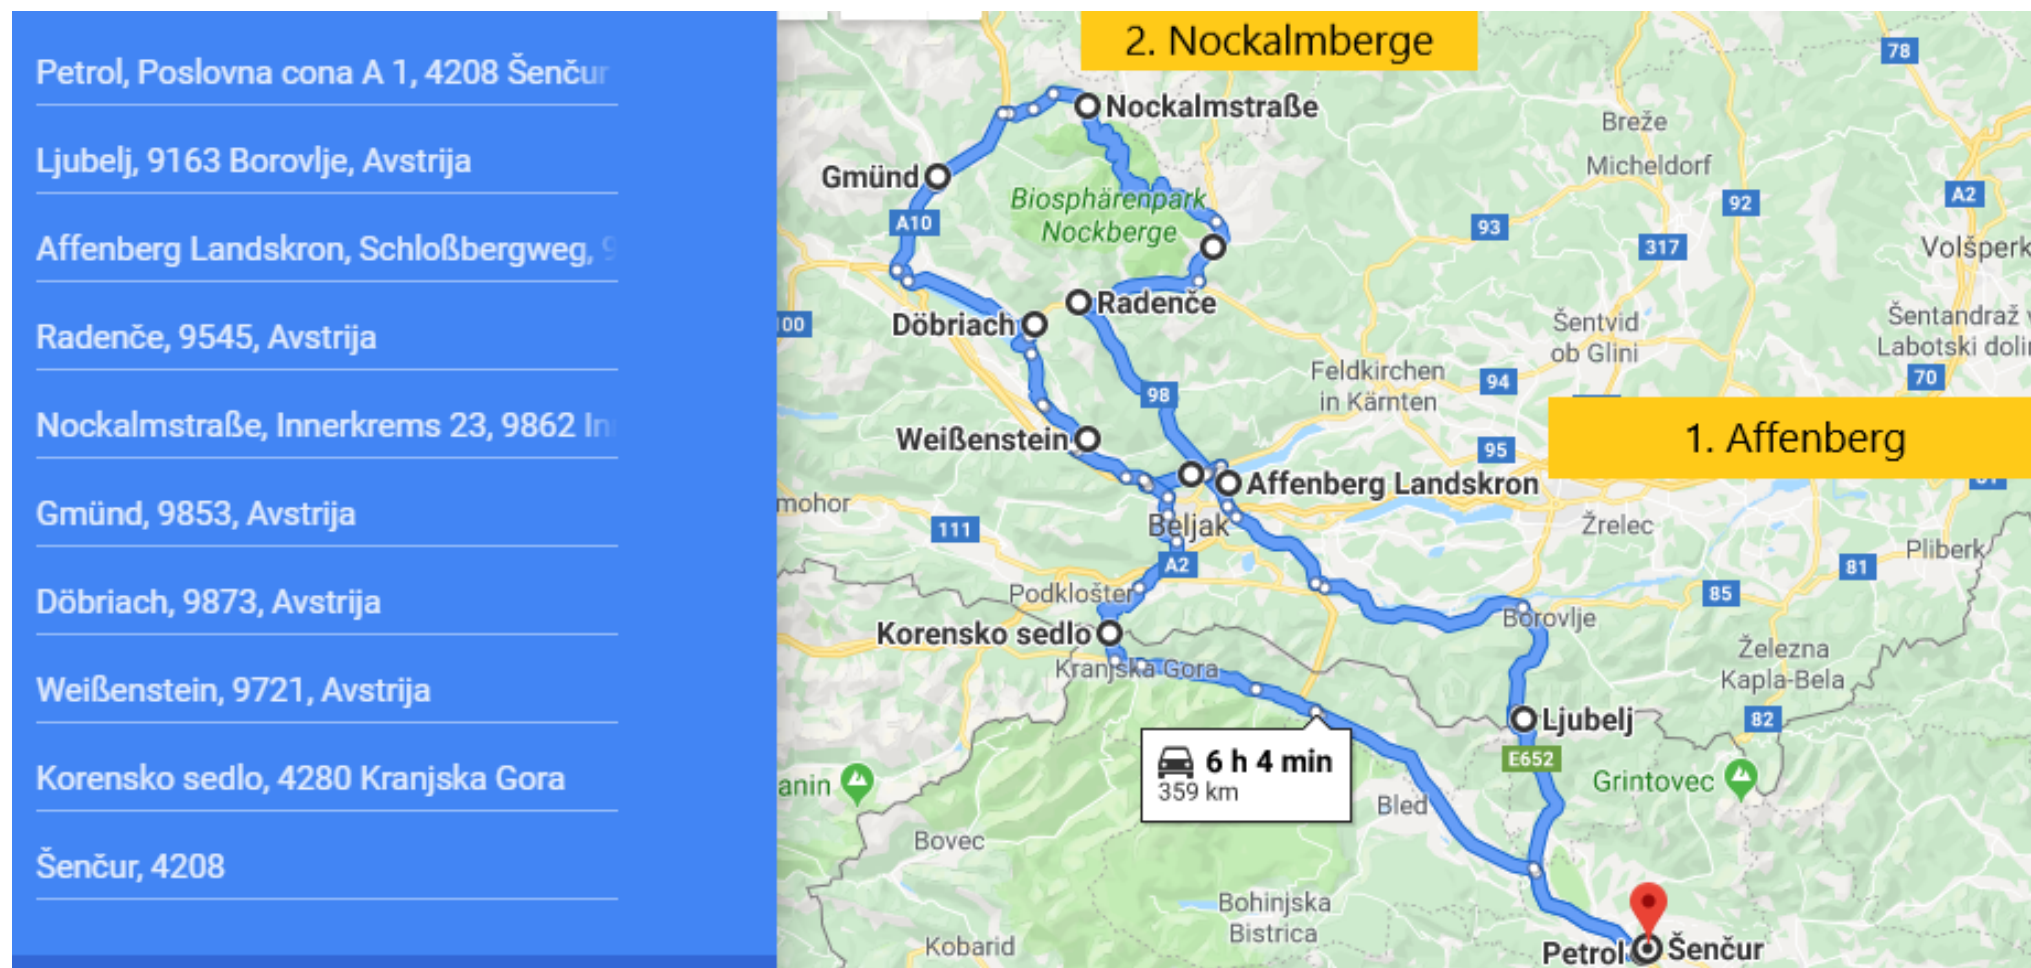 Petrol, Poslovna cona A 1, 4208 Šenčur
Ljubelj, 9163 Borovlje, Avstrija
Affenberg Landskron, Schloßbergweg, 9
Radenče, 9545, Avstrija
Nockalmstraße, Innerkrems 23, 9862 In
Gmünd, 9853, Avstrija
Döbriach, 9873, Avstrija
Weißenstein, 9721, Avstrija
Korensko sedlo, 4280 Kranjska Gora
Šenčur, 4208
2. Nockalmberge
78
Nockalmstraße
Breže
Micheldorf
Gmünd
Biosphärenpark
Nockberge
A10
92
A2
93
317
Volšperk
Radenče
Döbriach
100
Šentvid
ob Glini
Šentandraž v
Labotski dolin
Feldkirchen
in Kärnten
94
70
98
1. Affenberg
Weißenstein
95
Affenberg Landskron
mohor
111
Beljak
Žrelec
Pliberk
A2
81
Podklošter
85
Borovlje
Korensko sedlo
Kranjska Gora
Železna
Kapla-Bela
Ljubelj
82
E652
6 h 4 min
359 km
Grintovec
anin
Bled
Bovec
Bohinjska
Bistrica
Kobarid
Petrol
Šenčur